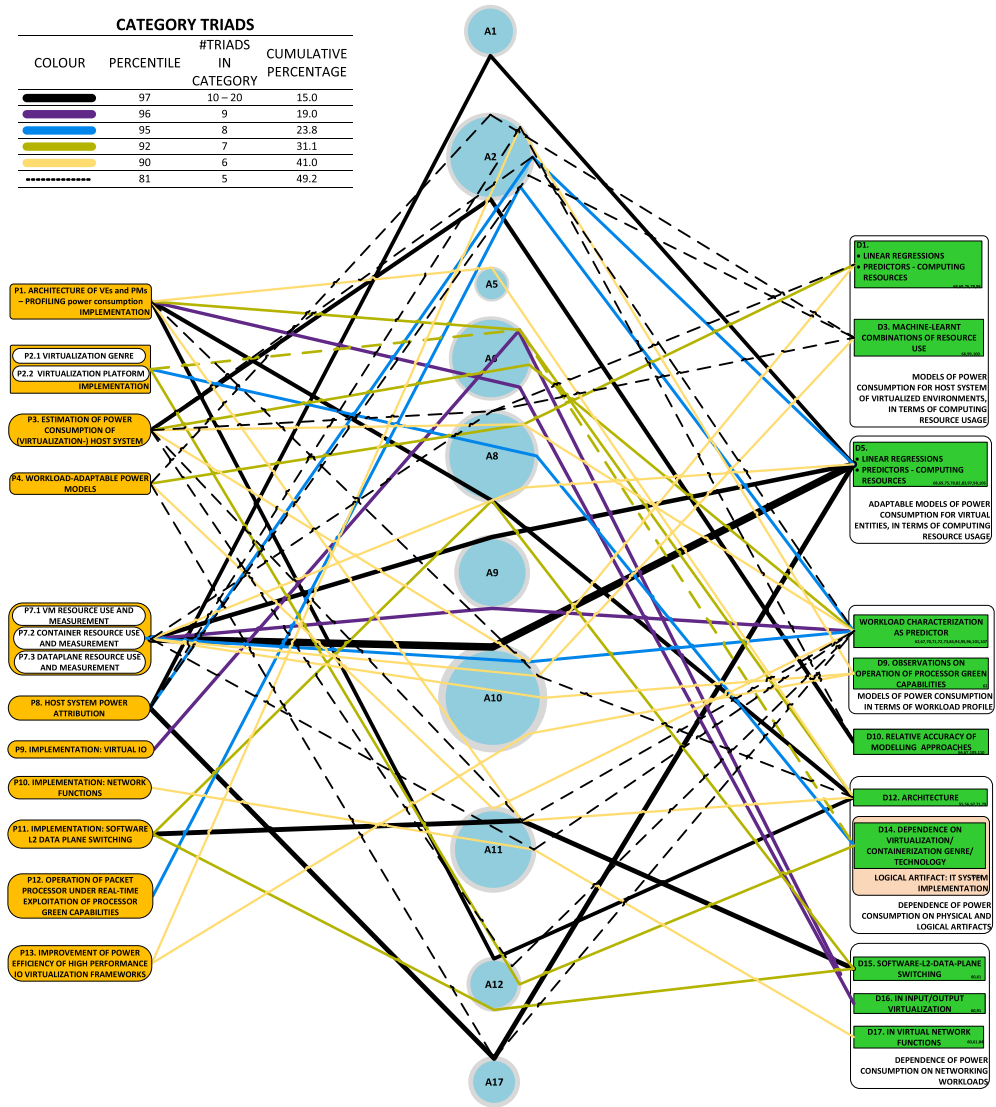 CATEGORY TRIADS
COLOUR PERCENTILE #TRIADS IN CATEGORY CUMULATIVE PERCENTAGE
97 10 – 20 15.0
96 9 19.0
95 8 23.8
92 7 31.1
90 6 41.0
81 5 49.2
A1
A2
A5
A6
A8
A9
A10
A11
A12
A17
P1. ARCHITECTURE OF VEs and PMs
– PROFILING power consumption
IMPLEMENTATION
P2.1 VIRTUALIZATION GENRE
P2.2 VIRTUALIZATION PLATFORM
IMPLEMENTATION
P3. ESTIMATION OF POWER
CONSUMPTION OF
(VIRTUALIZATION-) HOST SYSTEM
P4. WORKLOAD-ADAPTABLE POWER
MODELS
P7.1 VM RESOURCE USE AND
MEASUREMENT
P7.2 CONTAINER RESOURCE USE
AND MEASUREMENT
P7.3 DATAPLANE RESOURCE USE
AND MEASUREMENT
P8. HOST SYSTEM POWER
ATTRIBUTION
P9. IMPLEMENTATION: VIRTUAL IO
P10. IMPLEMENTATION: NETWORK
FUNCTIONS
P11. IMPLEMENTATION: SOFTWARE
L2 DATA PLANE SWITCHING
P12. OPERATION OF PACKET
PROCESSOR UNDER REAL-TIME
EXPLOITATION OF PROCESSOR
GREEN CAPABILITIES
P13. IMPROVEMENT OF POWER
EFFICIENCY OF HIGH PERFORMANCE
IO VIRTUALIZATION FRAMEWORKS
D1.
• LINEAR REGRESSIONS
• PREDICTORS - COMPUTING
RESOURCES
D3. MACHINE-LEARNT
COMBINATIONS OF RESOURCE
USE
MODELS OF POWER
CONSUMPTION FOR HOST SYSTEM
OF VIRTUALIZED ENVIRONMENTS,
IN TERMS OF COMPUTING
RESOURCE USAGE
D5.
• LINEAR REGRESSIONS
• PREDICTORS - COMPUTING
RESOURCES
ADAPTABLE MODELS OF POWER
CONSUMPTION FOR VIRTUAL
ENTITIES, IN TERMS OF COMPUTING
RESOURCE USAGE
WORKLOAD CHARACTERIZATION
AS PREDICTOR
D9. OBSERVATIONS ON
OPERATION OF PROCESSOR GREEN
CAPABILITIES
MODELS OF POWER CONSUMPTION
IN TERMS OF WORKLOAD PROFILE
D10. RELATIVE ACCURACY OF
MODELLING APPROACHES
D12. ARCHITECTURE
D14. DEPENDENCE ON
VIRTUALIZATION/
CONTAINERIZATION GENRE/
TECHNOLOGY
LOGICAL ARTIFACT: IT SYSTEM
IMPLEMENTATION
DEPENDENCE OF POWER
CONSUMPTION ON PHYSICAL AND
LOGICAL ARTIFACTS
D15. SOFTWARE-L2-DATA-PLANE
SWITCHING
D16. IN INPUT/OUTPUT
VIRTUALIZATION
D17. IN VIRTUAL NETWORK
FUNCTIONS
DEPENDENCE OF POWER
CONSUMPTION ON NETWORKING
WORKLOADS